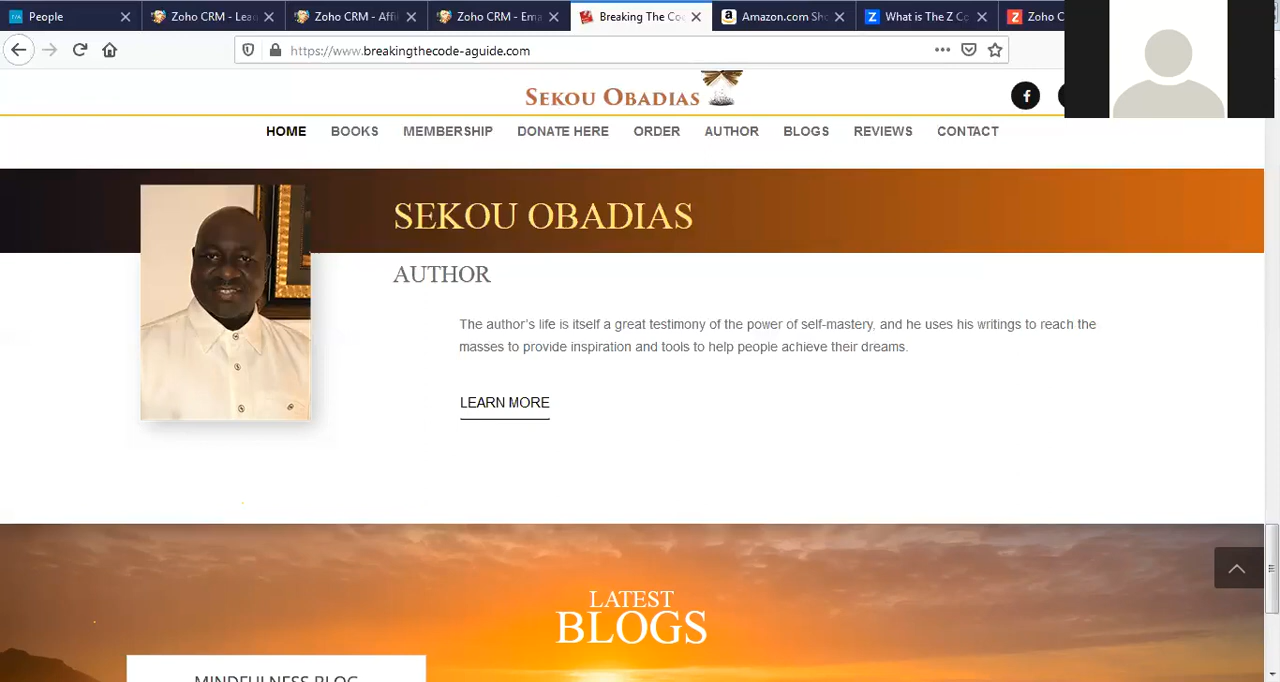 People
Zoho CRM - Lea
Zoho CRM - Affi
Zoho CRM - Ema
Breaking The Co
Amazon.com Sh
What is The Z C
Zoho C
https://www.breakingthecode-aguide.com
SEKOU OBADIAS
HOME BOOKS MEMBERSHIP DONATE HERE ORDER AUTHOR BLOGS REVIEWS CONTACT
SEKOU OBADIAS
AUTHOR
The author's life is itself a great testimony of the power of self-mastery, and he uses his writings to reach the
masses to provide inspiration and tools to help people achieve their dreams.
LEARN MORE
LATEST
BLOGS
MINDFULNESS BLOG